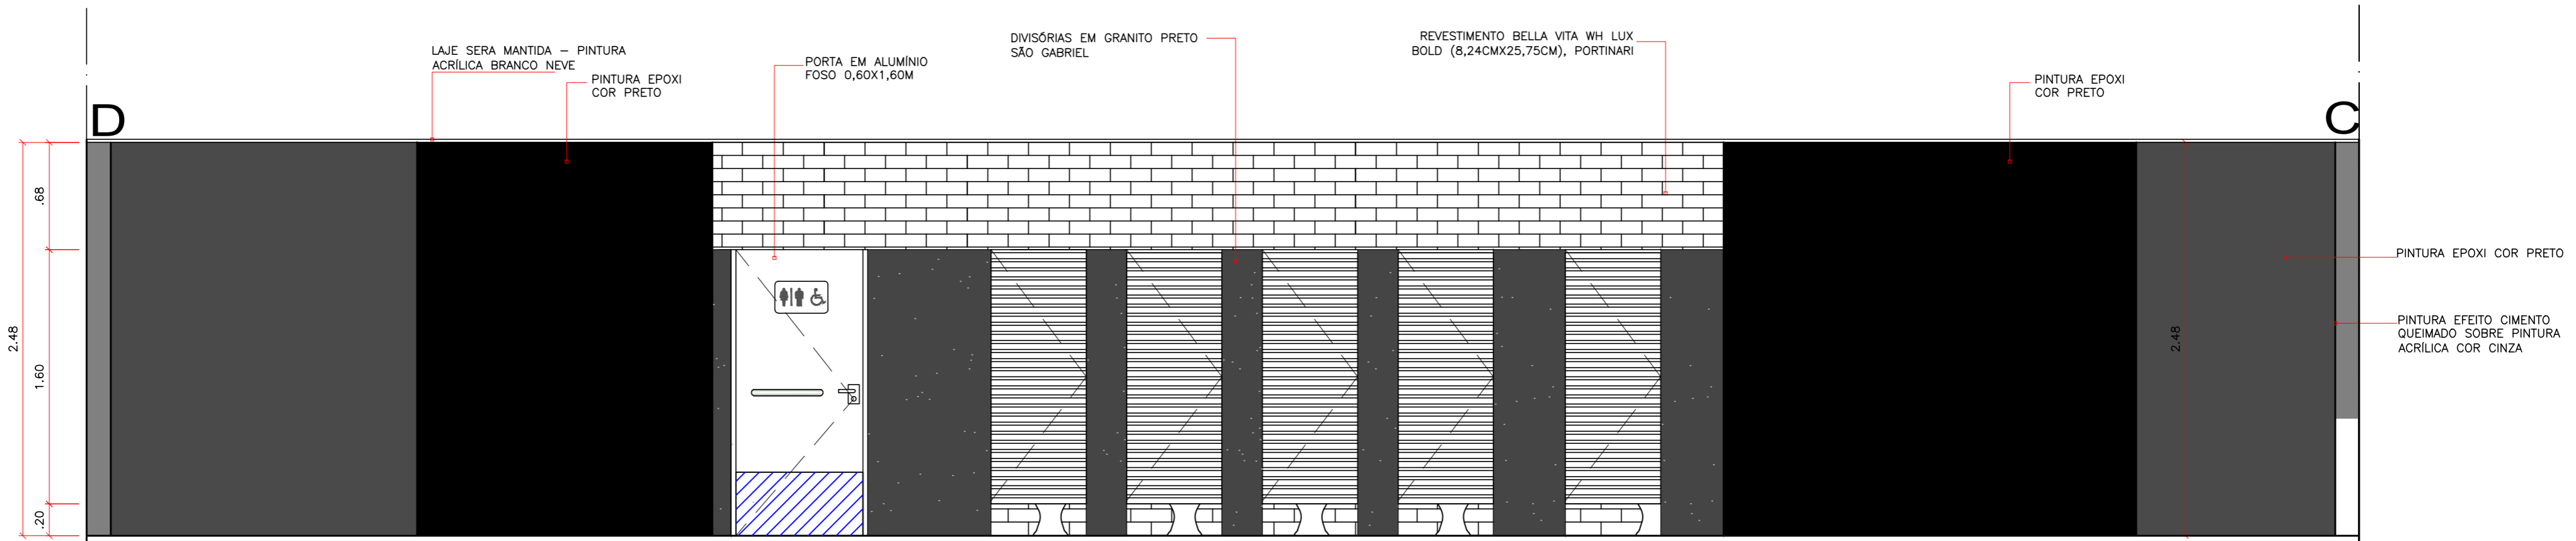 LAJE SERA MANTIDA – PINTURA
ACRÍLICA BRANCO NEVE
PINTURA EPOXI
COR PRETO
PORTA EM ALUMÍNIO
FOSO 0,60X1,60M
DIVISÓRIAS EM GRANITO PRETO
SÃO GABRIEL
REVESTIMENTO BELLA VITA WH LUX
BOLD (8,24CMX25,75CM), PORTINARI
PINTURA EPOXI
COR PRETO
D
C
.68
2.48
1.60
.20
2.48
PINTURA EPOXI COR PRETO
PINTURA EFEITO CIMENTO
QUEIMADO SOBRE PINTURA
ACRÍLICA COR CINZA